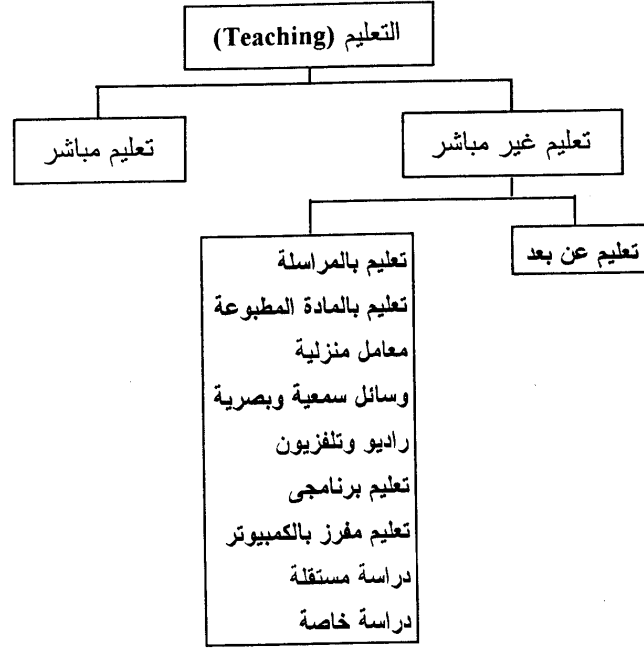 التعليم (Teaching)
تعليم غير مباشر
تعليم مباشر
تعليم عن بعد
تعليم بالمراسلة
تعليم بالمادة المطبوعة
معامل منزلية
وسائل سمعية وبصرية
راديو وتلفزيون
تعليم برنامجى
تعليم مفرز بالكمبيوتر
دراسة مستقلة
دراسة خاصة